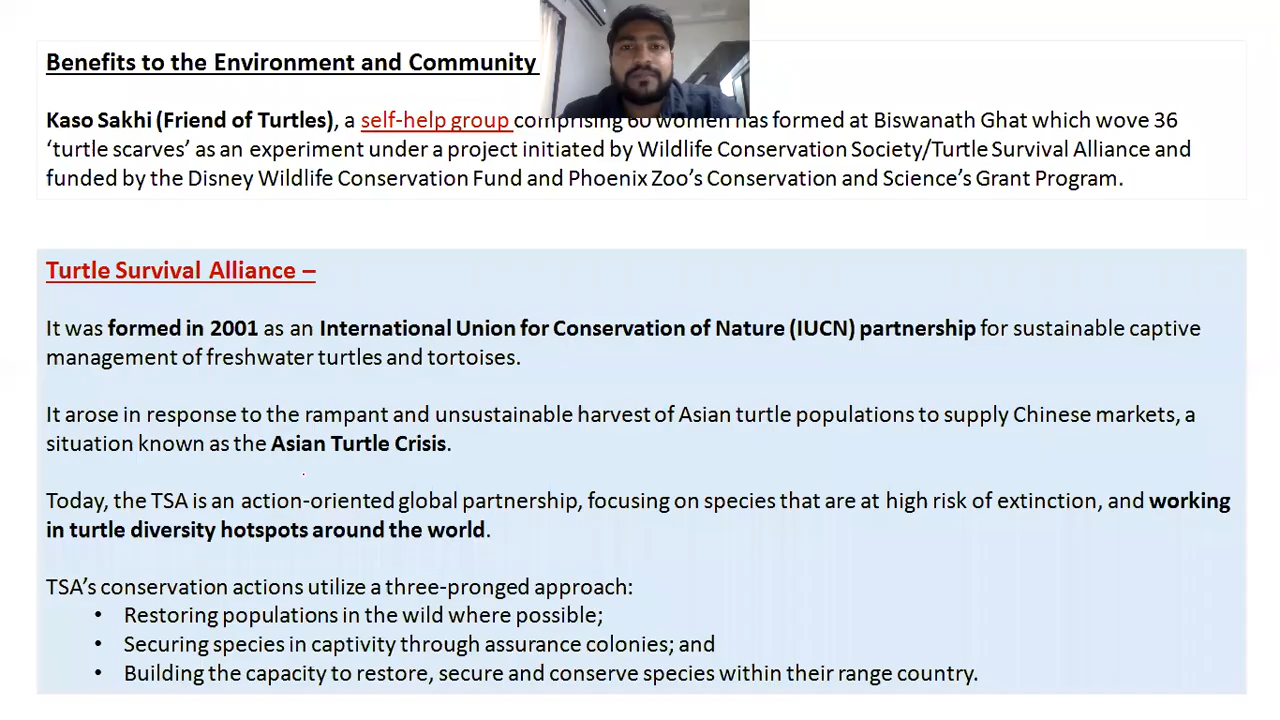 Benefits to the Environment and Community
Kaso Sakhi (Friend of Turtles), a self-help group comprising 60 women has formed at Biswanath Ghat which wove 36
‘turtle scarves’ as an experiment under a project initiated by Wildlife Conservation Society/Turtle Survival Alliance and
funded by the Disney Wildlife Conservation Fund and Phoenix Zoo’s Conservation and Science’s Grant Program.
Turtle Survival Alliance –
It was formed in 2001 as an International Union for Conservation of Nature (IUCN) partnership for sustainable captive
management of freshwater turtles and tortoises.
It arose in response to the rampant and unsustainable harvest of Asian turtle populations to supply Chinese markets, a
situation known as the Asian Turtle Crisis.
Today, the TSA is an action-oriented global partnership, focusing on species that are at high risk of extinction, and working
in turtle diversity hotspots around the world.
TSA’s conservation actions utilize a three-pronged approach:
• Restoring populations in the wild where possible;
• Securing species in captivity through assurance colonies; and
• Building the capacity to restore, secure and conserve species within their range country.